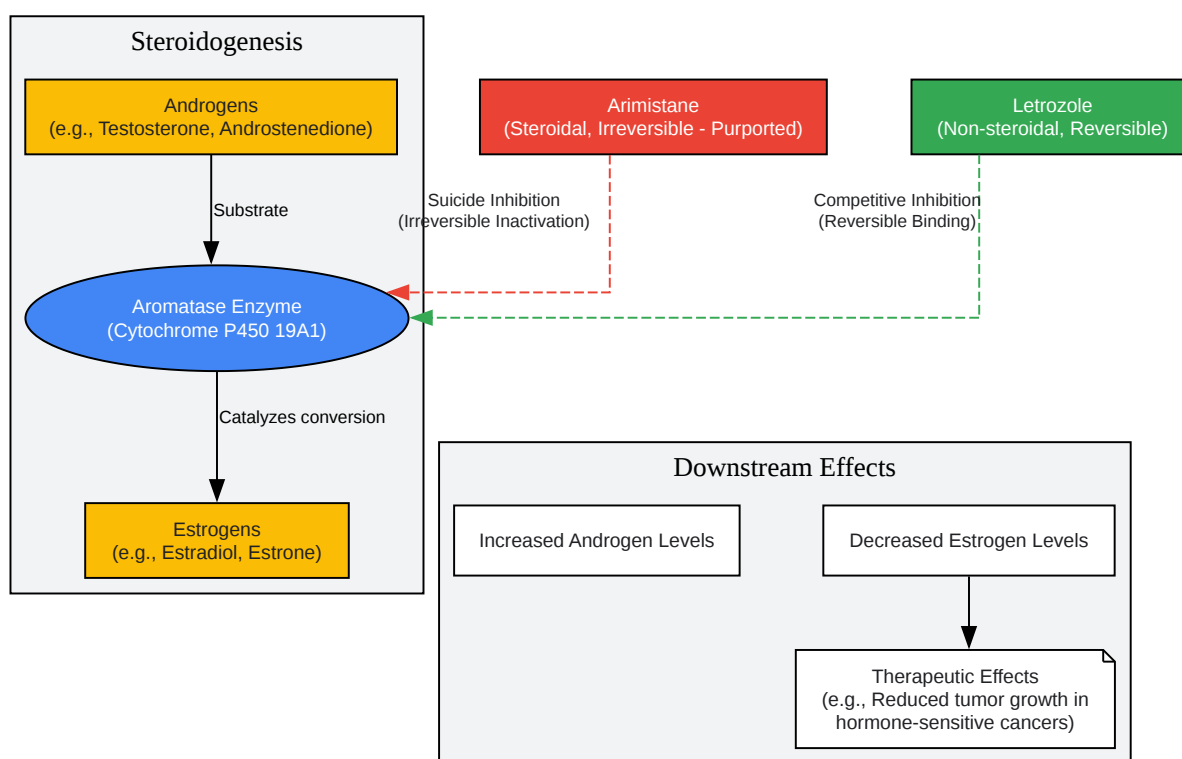 Steroidogenesis
Androgens
(e.g., Testosterone, Androstenedione)
Arimistane
(Steroidal, Irreversible - Purported)
Letrozole
(Non-steroidal, Reversible)
Substrate
Suicide Inhibition
(Irreversible Inactivation)
Competitive Inhibition
(Reversible Binding)
Aromatase Enzyme
(Cytochrome P450 19A1)
Catalyzes conversion
Estrogens
(e.g., Estradiol, Estrone)
Downstream Effects
Increased Androgen Levels
Decreased Estrogen Levels
Therapeutic Effects
(e.g., Reduced tumor growth in
hormone-sensitive cancers)